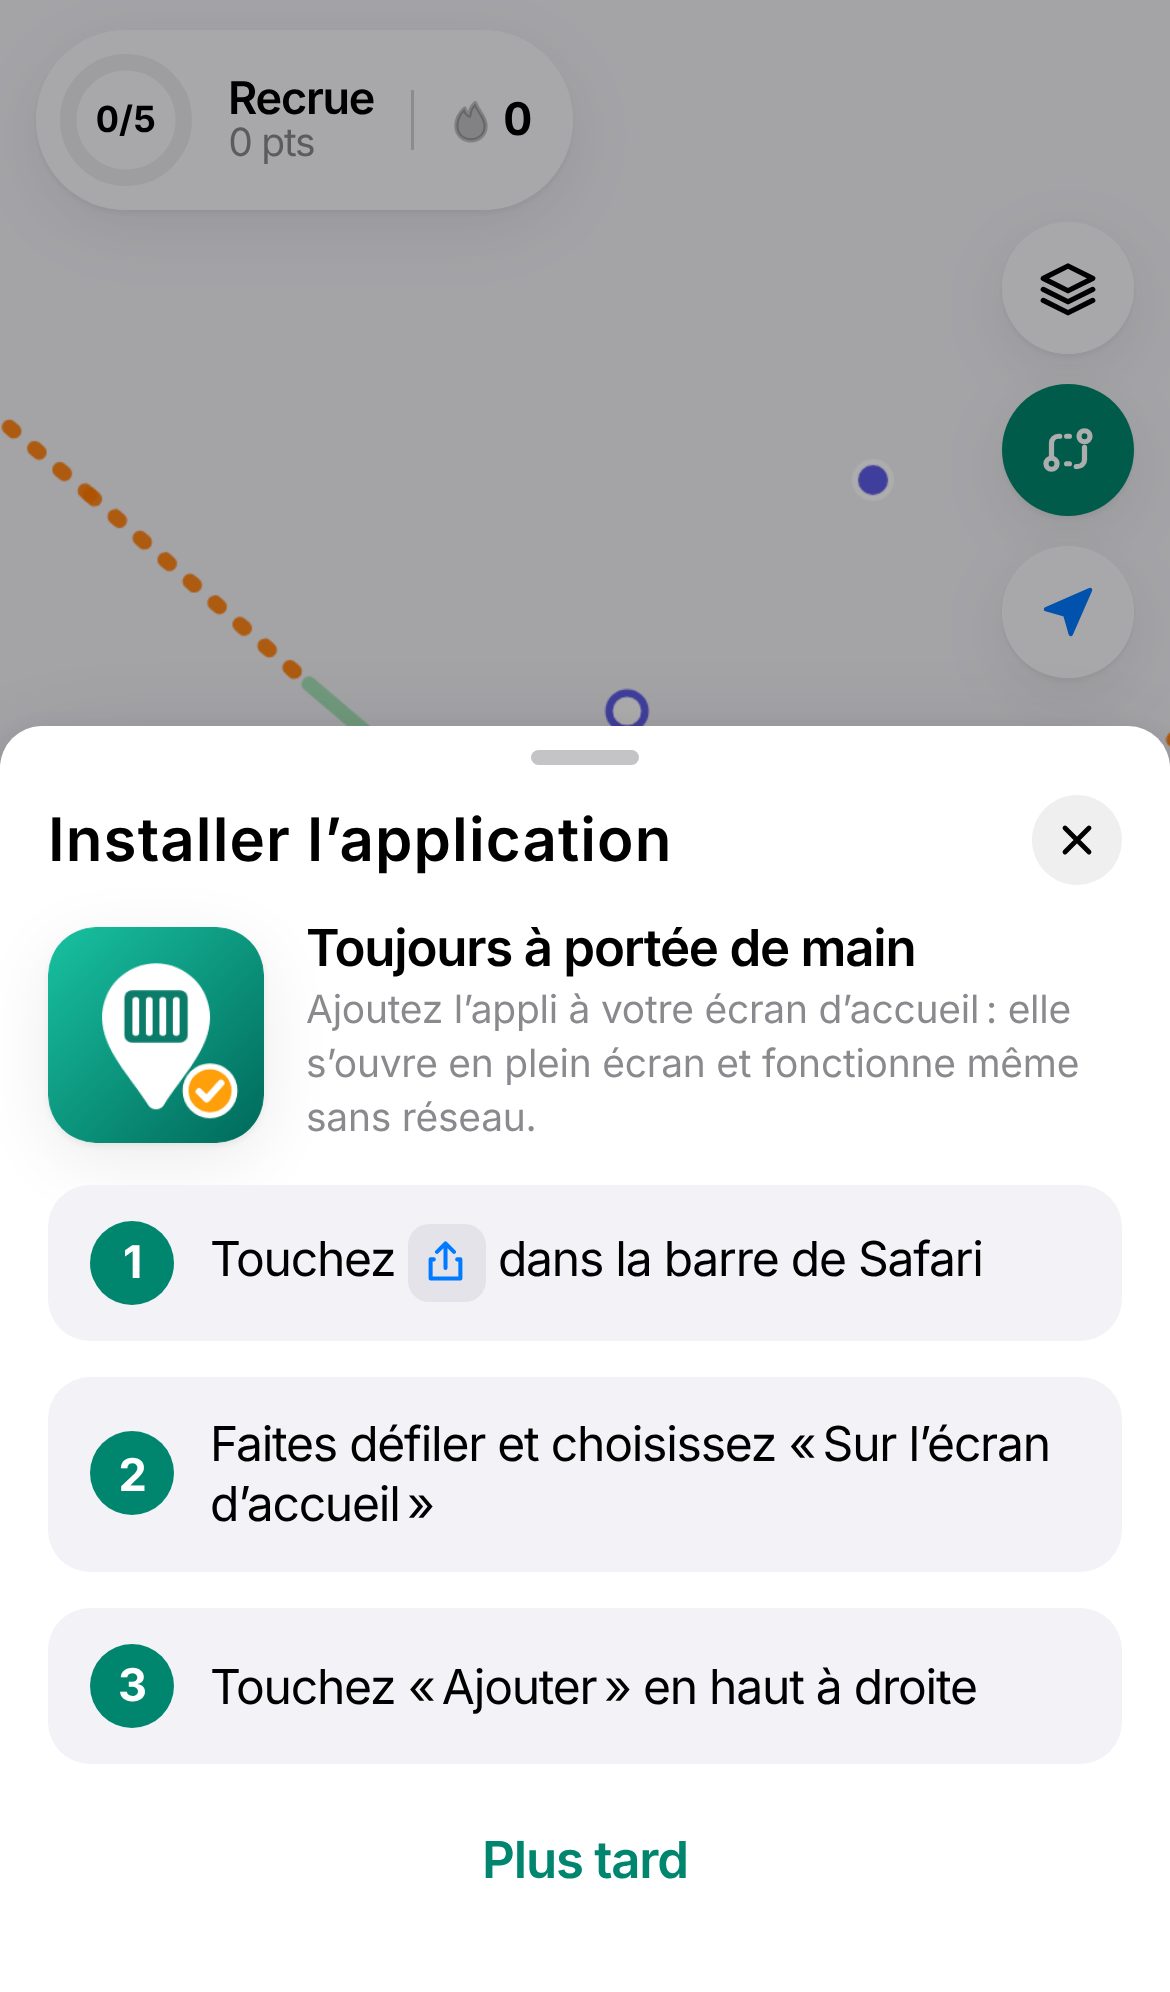 0/5
Recrue
0 pts
0
Installer l’application
Toujours à portée de main
Ajoutez l’appli à votre écran d’accueil : elle
s’ouvre en plein écran et fonctionne même
sans réseau.
1
Touchez dans la barre de Safari
2
Faites défiler et choisissez « Sur l’écran
d’accueil »
3
Touchez « Ajouter » en haut à droite
Plus tard